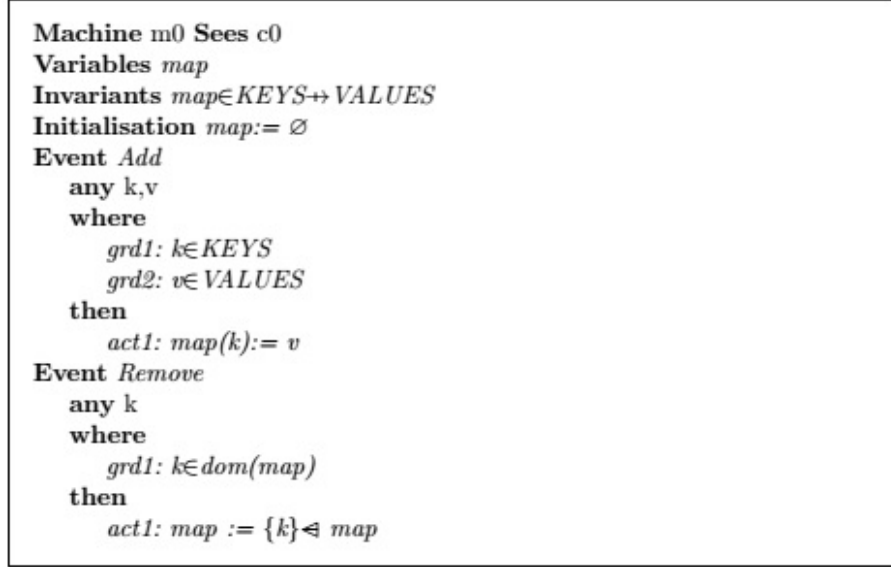 Machine m0 Sees c0
Variables map
Invariants map∈KEYS⇸VALUES
Initialisation map:= ∅
Event Add
any k,v
where
grd1: k∈KEYS
grd2: v∈VALUES
then
act1: map(k):= v
Event Remove
any k
where
grd1: k∈dom(map)
then
act1: map := {k}⩤ map